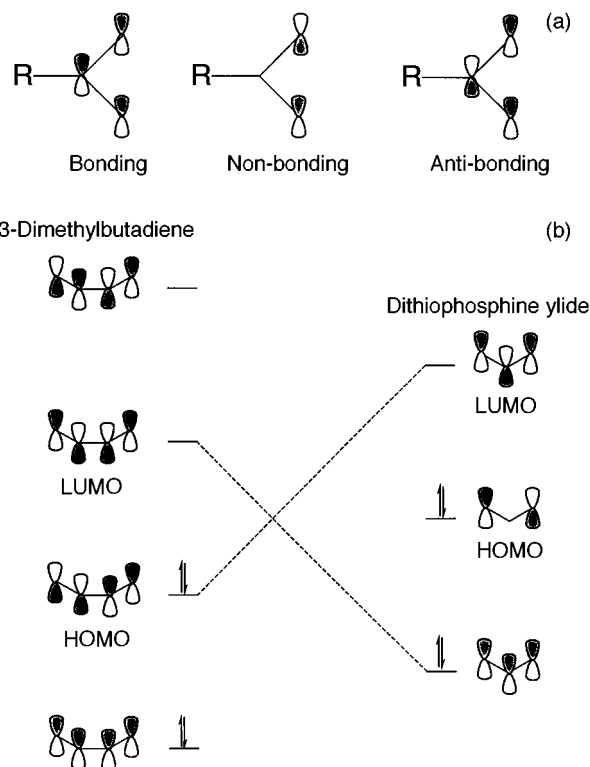 (a)
R R R
Bonding Non-bonding Anti-bonding
3-Dimethylbutadiene (b)
Dithiophosphine ylide
LUMO
LUMO
HOMO
HOMO